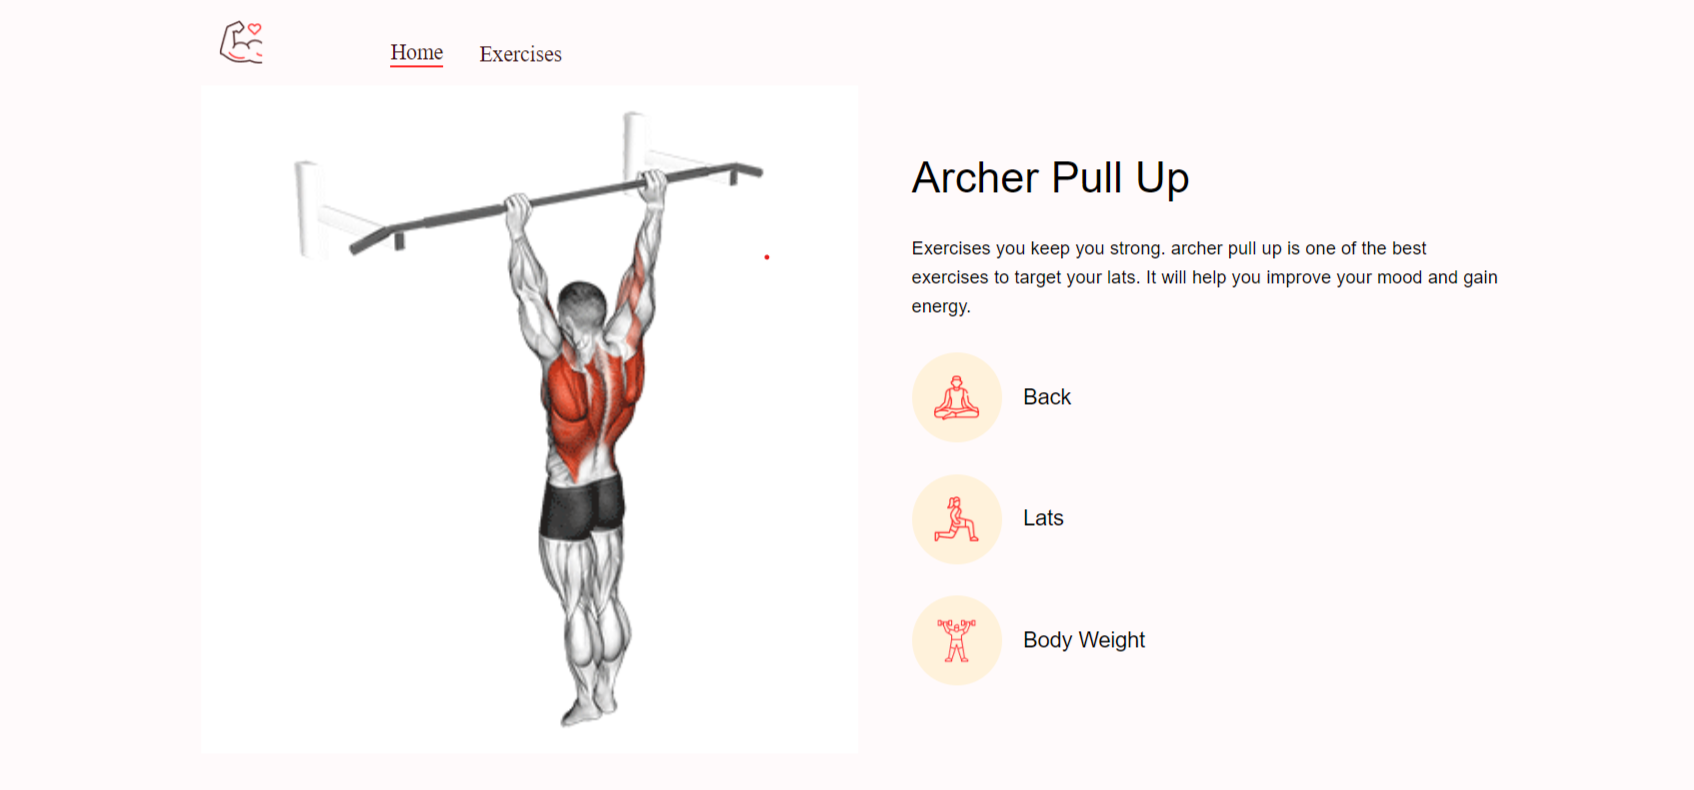 Home
Exercises
Archer Pull Up
Exercises you keep you strong. archer pull up is one of the best
exercises to target your lats. It will help you improve your mood and gain
energy.
Back
Lats
Body Weight